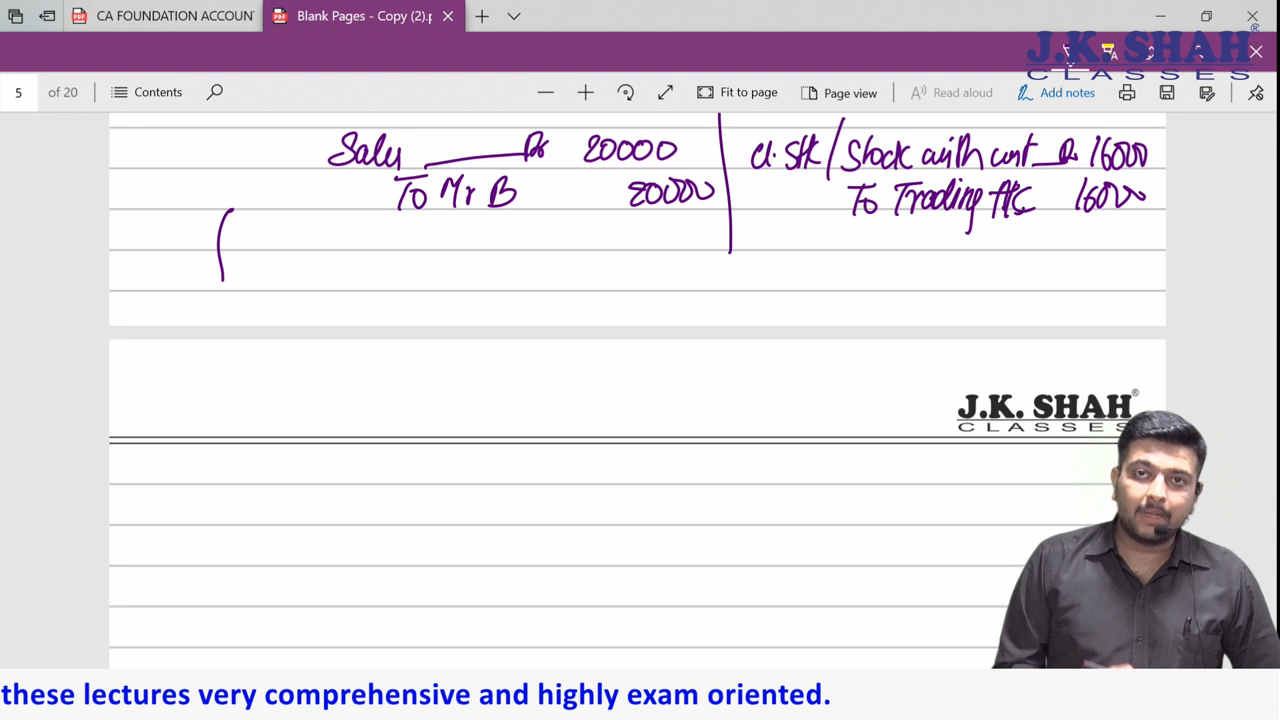 CA FOUNDATION ACCOUN
Blank Pages - Copy (2).p
J.K. SHAH®
CLASSES
5 of 20
Contents
Fit to page
Page view
A)) Read aloud
Add notes
Sales Dr 20000
To Mr B 20000
cl. Stk / Stock with cust Dr 16000
To Trading A/c 16000
J.K. SHAH®
CLASSES
these lectures very comprehensive and highly exam oriented.